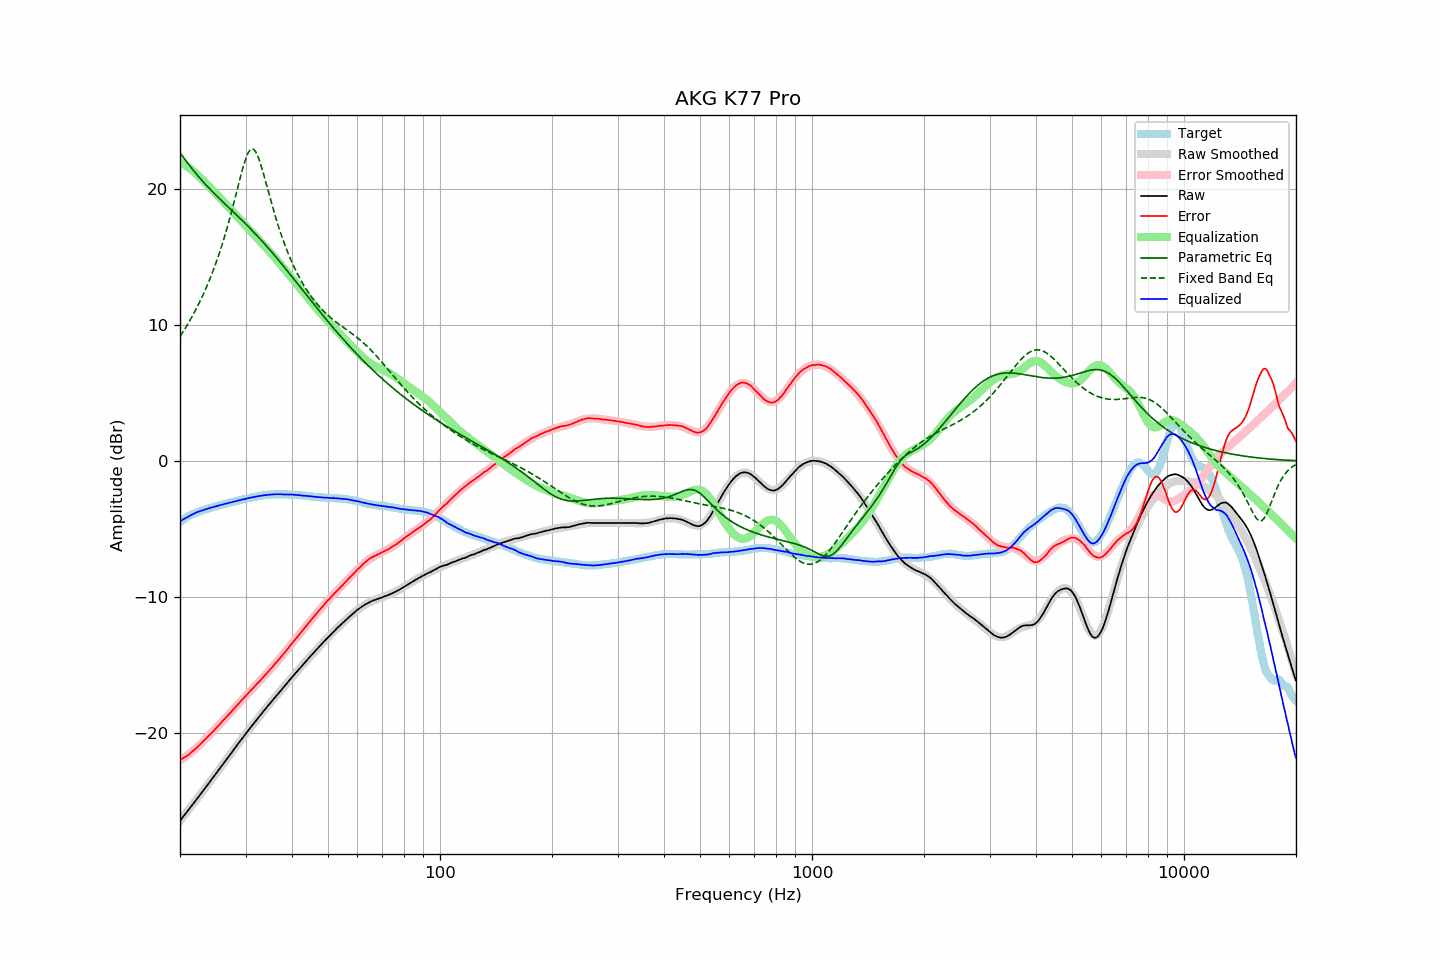 AKG K77 Pro
Target
Raw Smoothed
Error Smoothed
Raw
Error
Equalization
Parametric Eq
Fixed Band Eq
Equalized
Amplitude (dBr)
20
10
0
−10
−20
100
1000
10000
Frequency (Hz)